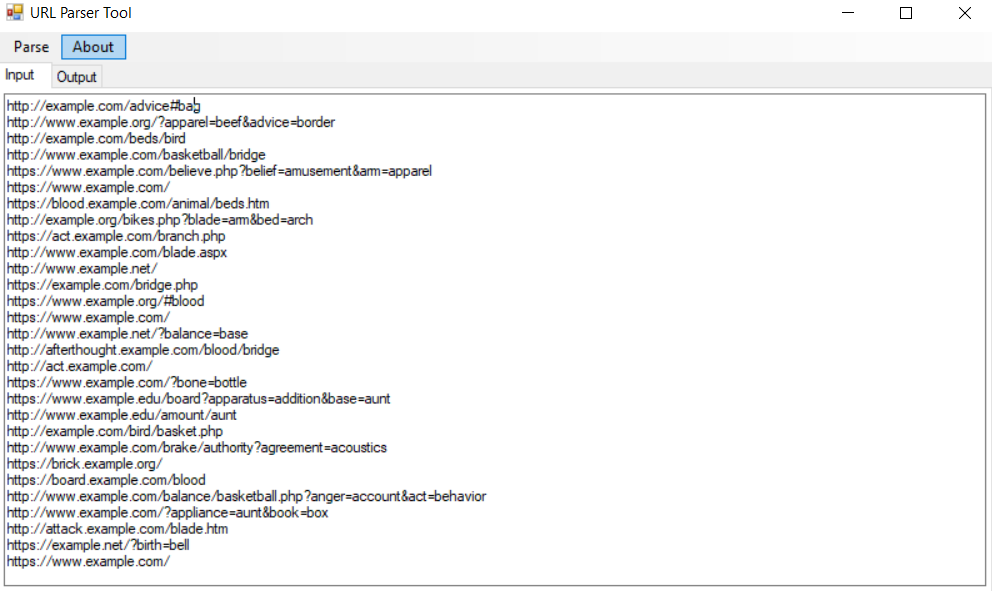 URL Parser Tool
Parse About
Input Output
http://example.com/advice#bag
http://www.example.org/?apparel=beef&advice=border
http://example.com/beds/bird
http://www.example.com/basketball/bridge
https://www.example.com/believe.php?belief=amusement&arm=apparel
https://www.example.com/
https://blood.example.com/animal/beds.htm
http://example.org/bikes.php?blade=arm&bed=arch
https://act.example.com/branch.php
http://www.example.com/blade.aspx
http://www.example.net/
https://example.com/bridge.php
https://www.example.org/#blood
https://www.example.com/
http://www.example.net/?balance=base
http://afterthought.example.com/blood/bridge
http://act.example.com/
https://www.example.com/?bone=bottle
https://www.example.edu/board?apparatus=addition&base=aunt
http://www.example.edu/amount/aunt
http://example.com/bird/basket.php
http://www.example.com/brake/authority?agreement=acoustics
https://brick.example.org/
https://board.example.com/blood
http://www.example.com/balance/basketball.php?anger=account&act=behavior
http://www.example.com/?appliance=aunt&book=box
http://attack.example.com/blade.htm
https://example.net/?birth=bell
https://www.example.com/